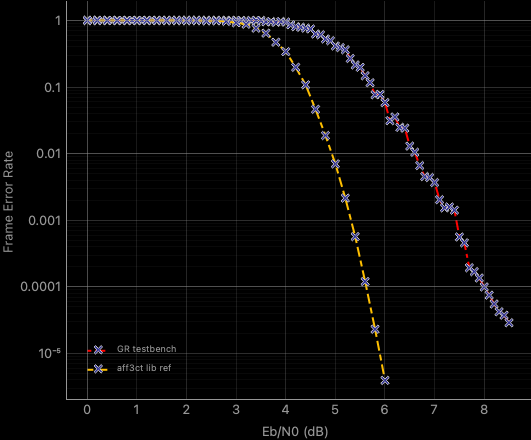 Frame Error Rate
1
0.1
0.01
0.001
0.0001
10⁻⁵
GR testbench
aff3ct lib ref
0 1 2 3 4 5 6 7 8
Eb/N0 (dB)